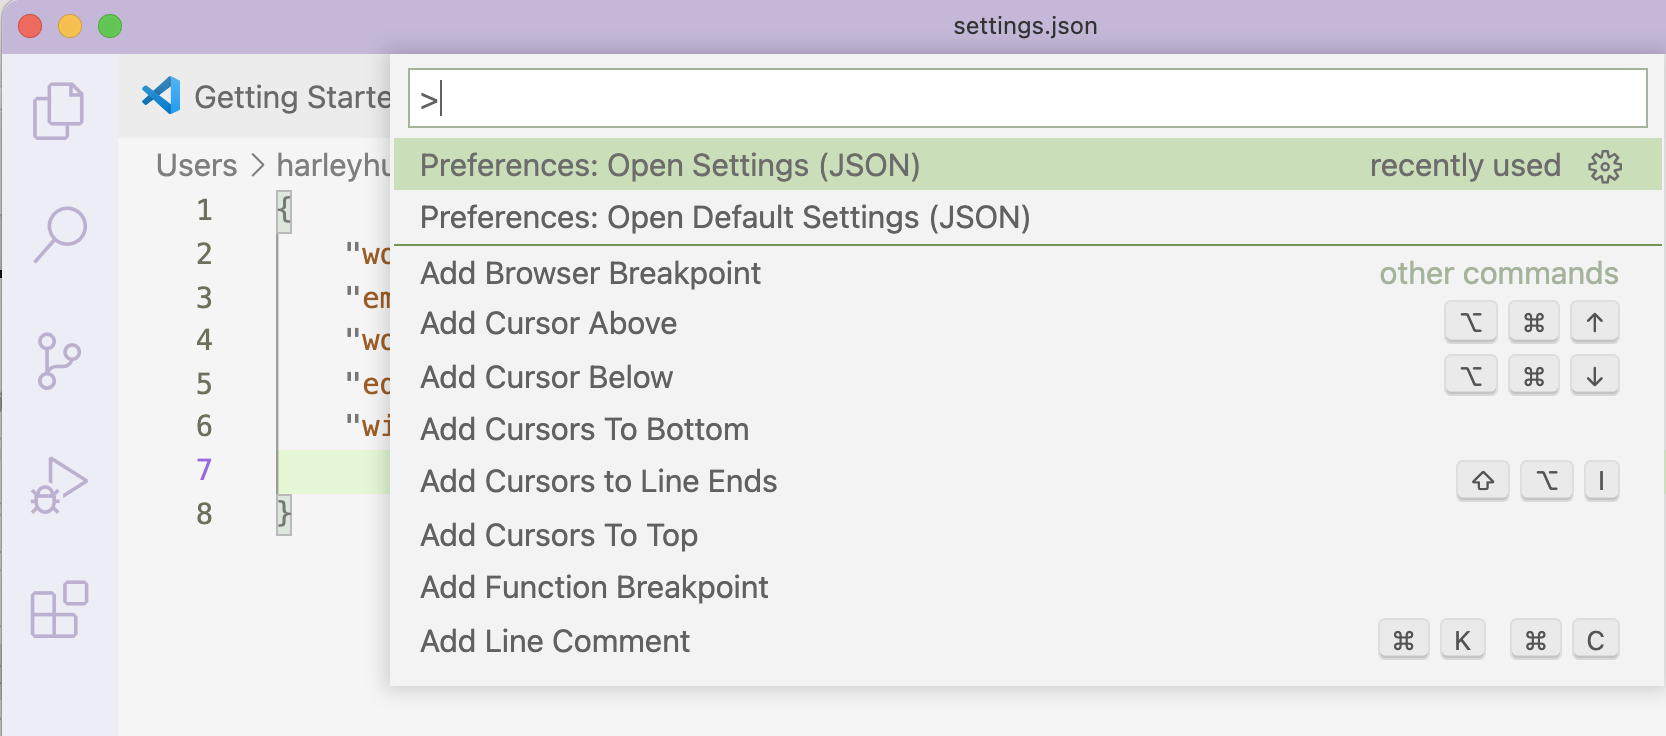 settings.json
Getting Starte
>
Users > harleyhu
Preferences: Open Settings (JSON) recently used
Preferences: Open Default Settings (JSON)
Add Browser Breakpoint other commands
Add Cursor Above ⌥ ⌘ ↑
Add Cursor Below ⌥ ⌘ ↓
Add Cursors To Bottom
Add Cursors to Line Ends ⇧ ⌥ I
Add Cursors To Top
Add Function Breakpoint
Add Line Comment ⌘ K ⌘ C
1 {
2 "wo
3 "em
4 "wo
5 "ed
6 "wi
7
8 }